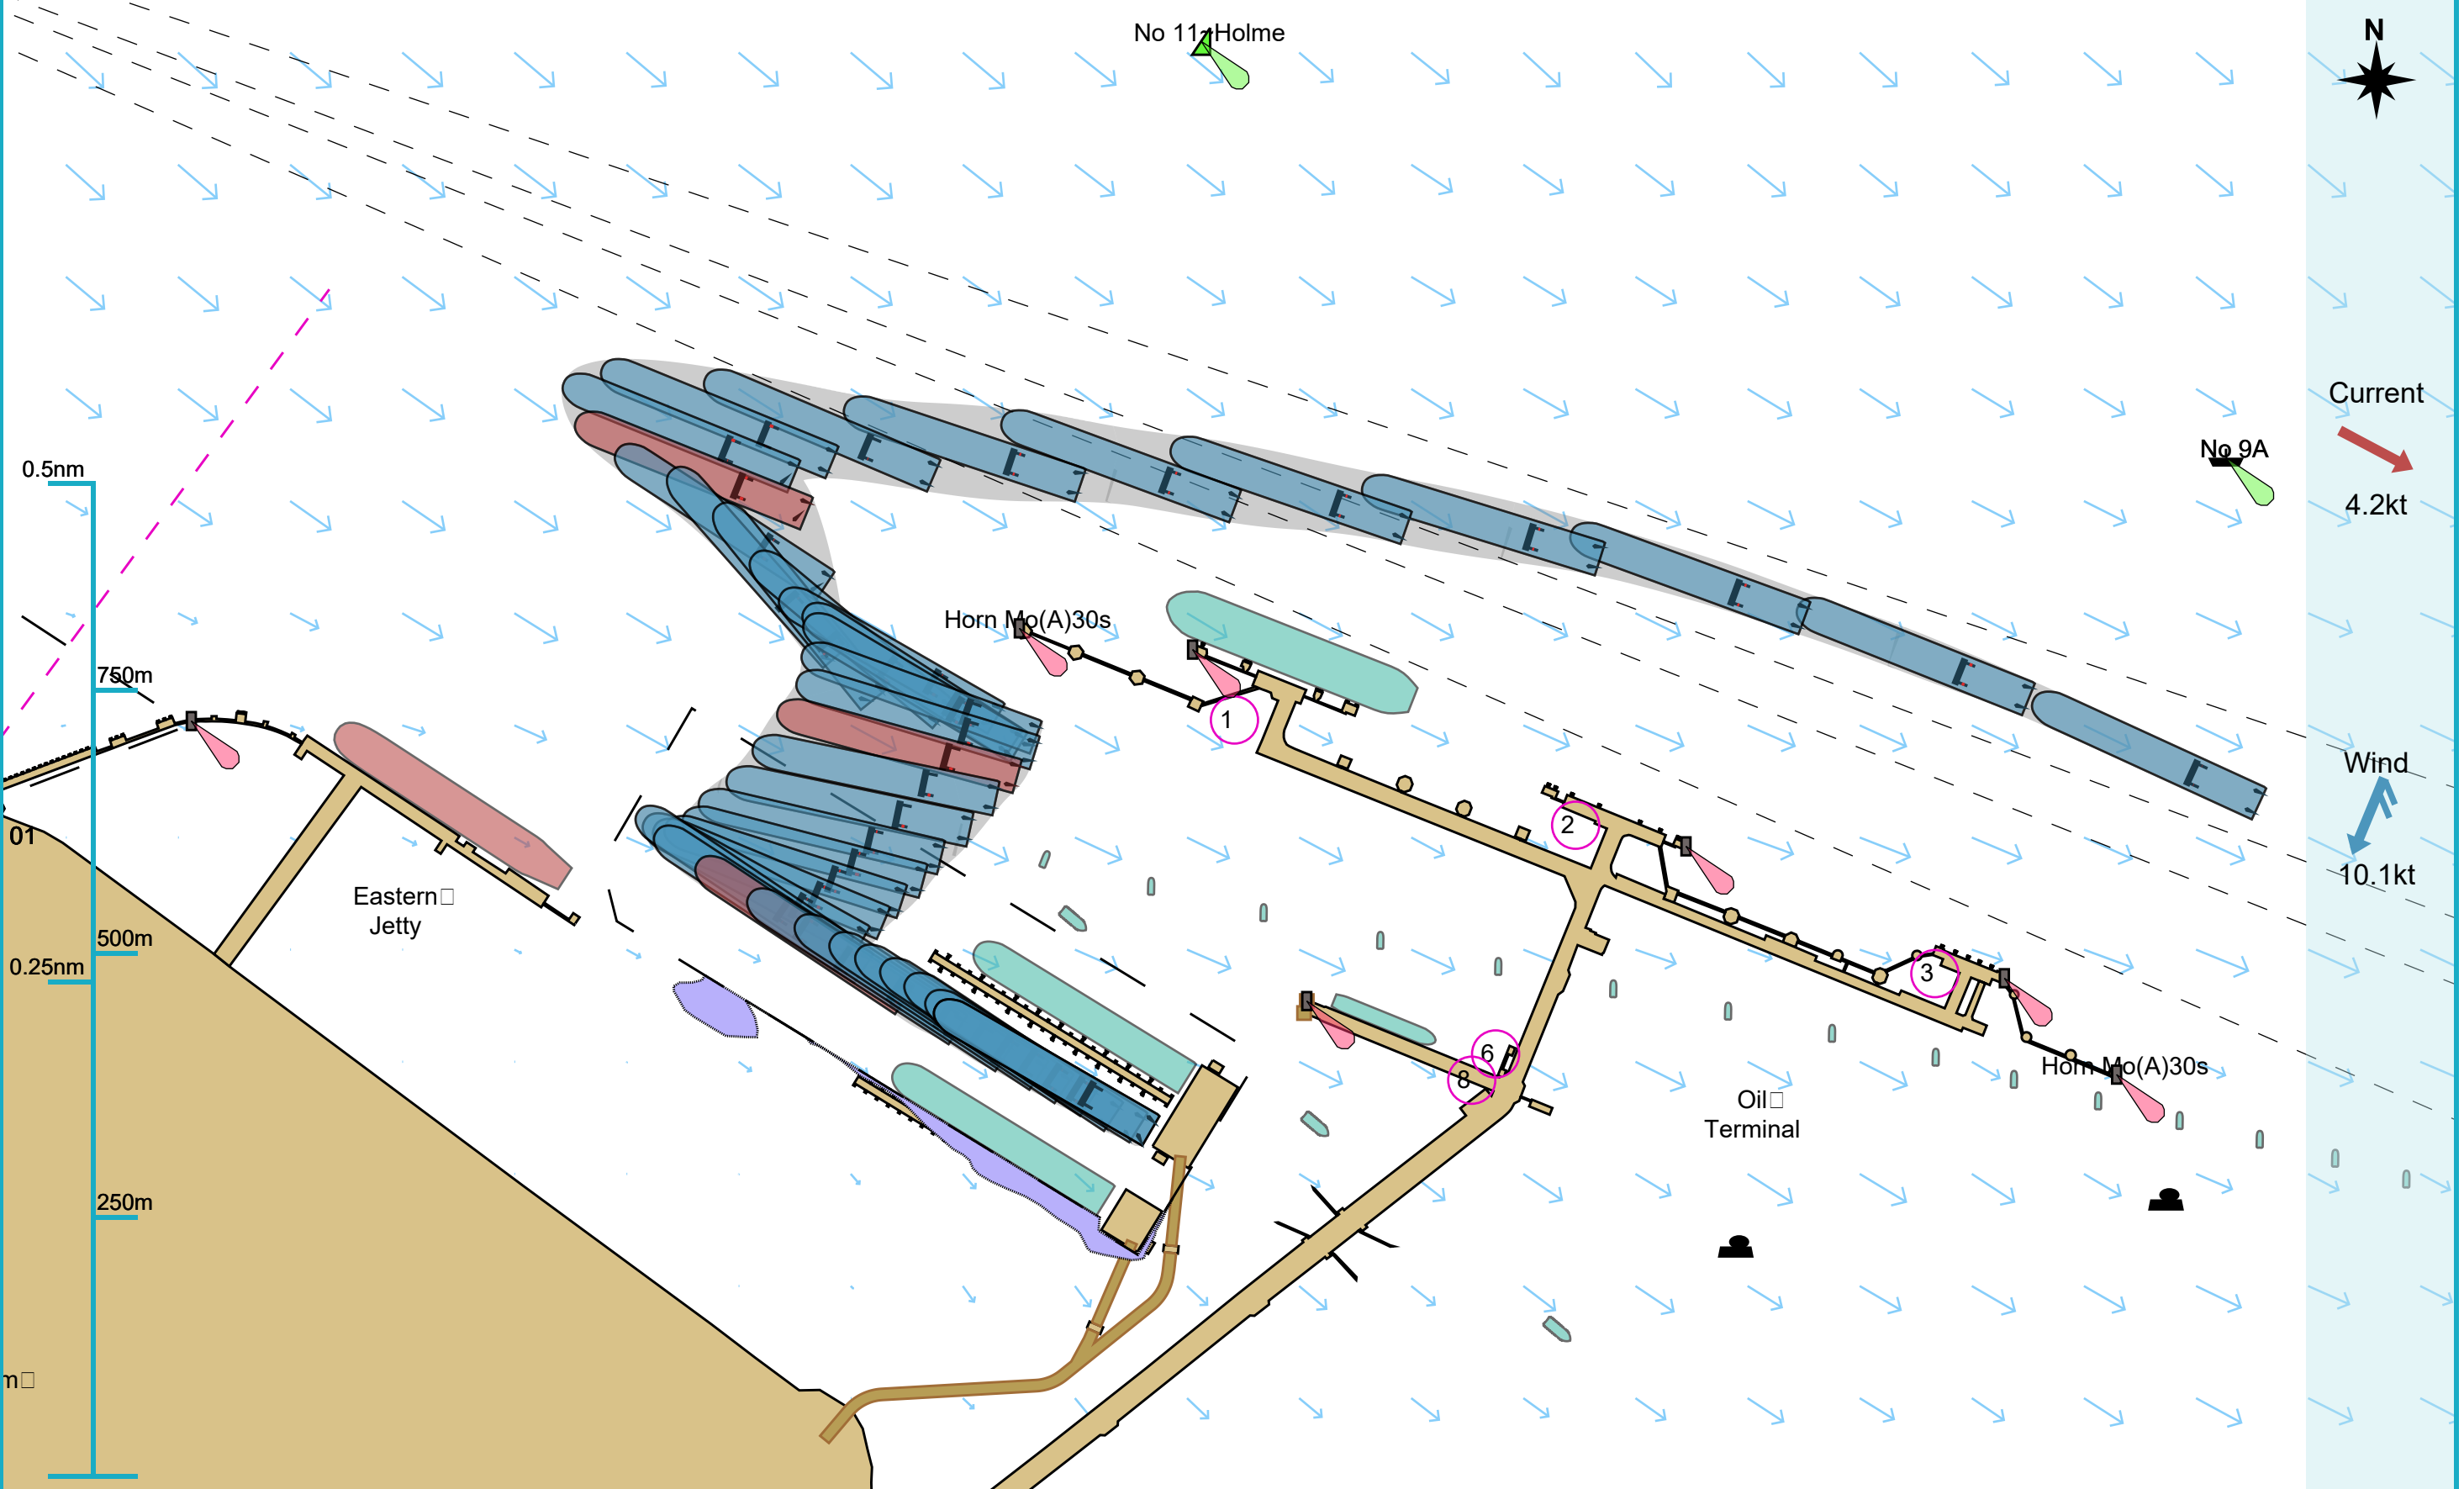 No 11-Holme
N
Current
4.2kt
No 9A
0.5nm
Horn Mo(A)30s
750m
1
Wind
10.1kt
2
01
Eastern
Jetty
500m
0.25nm
3
6
8
Horn Mo(A)30s
Oil
Terminal
250m
m